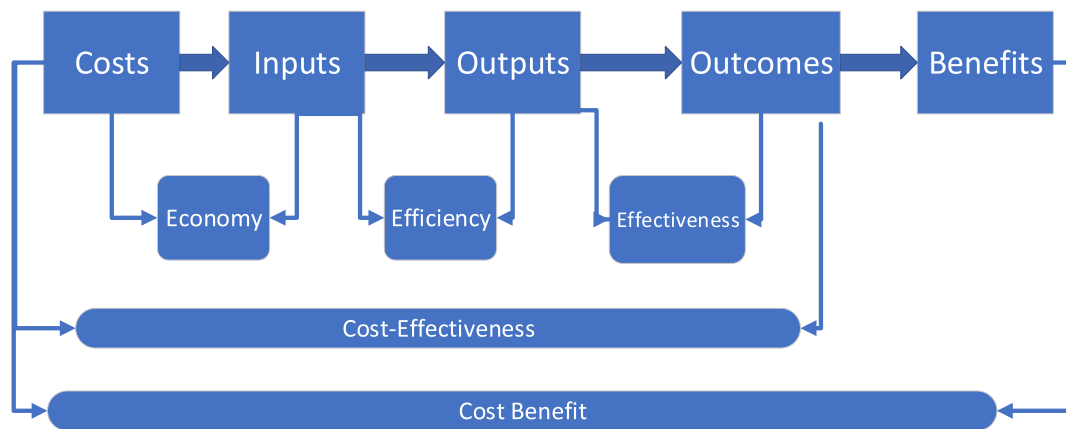 Costs
Inputs
Outputs
Outcomes
Benefits
Economy
Efficiency
Effectiveness
Cost-Effectiveness
Cost Benefit